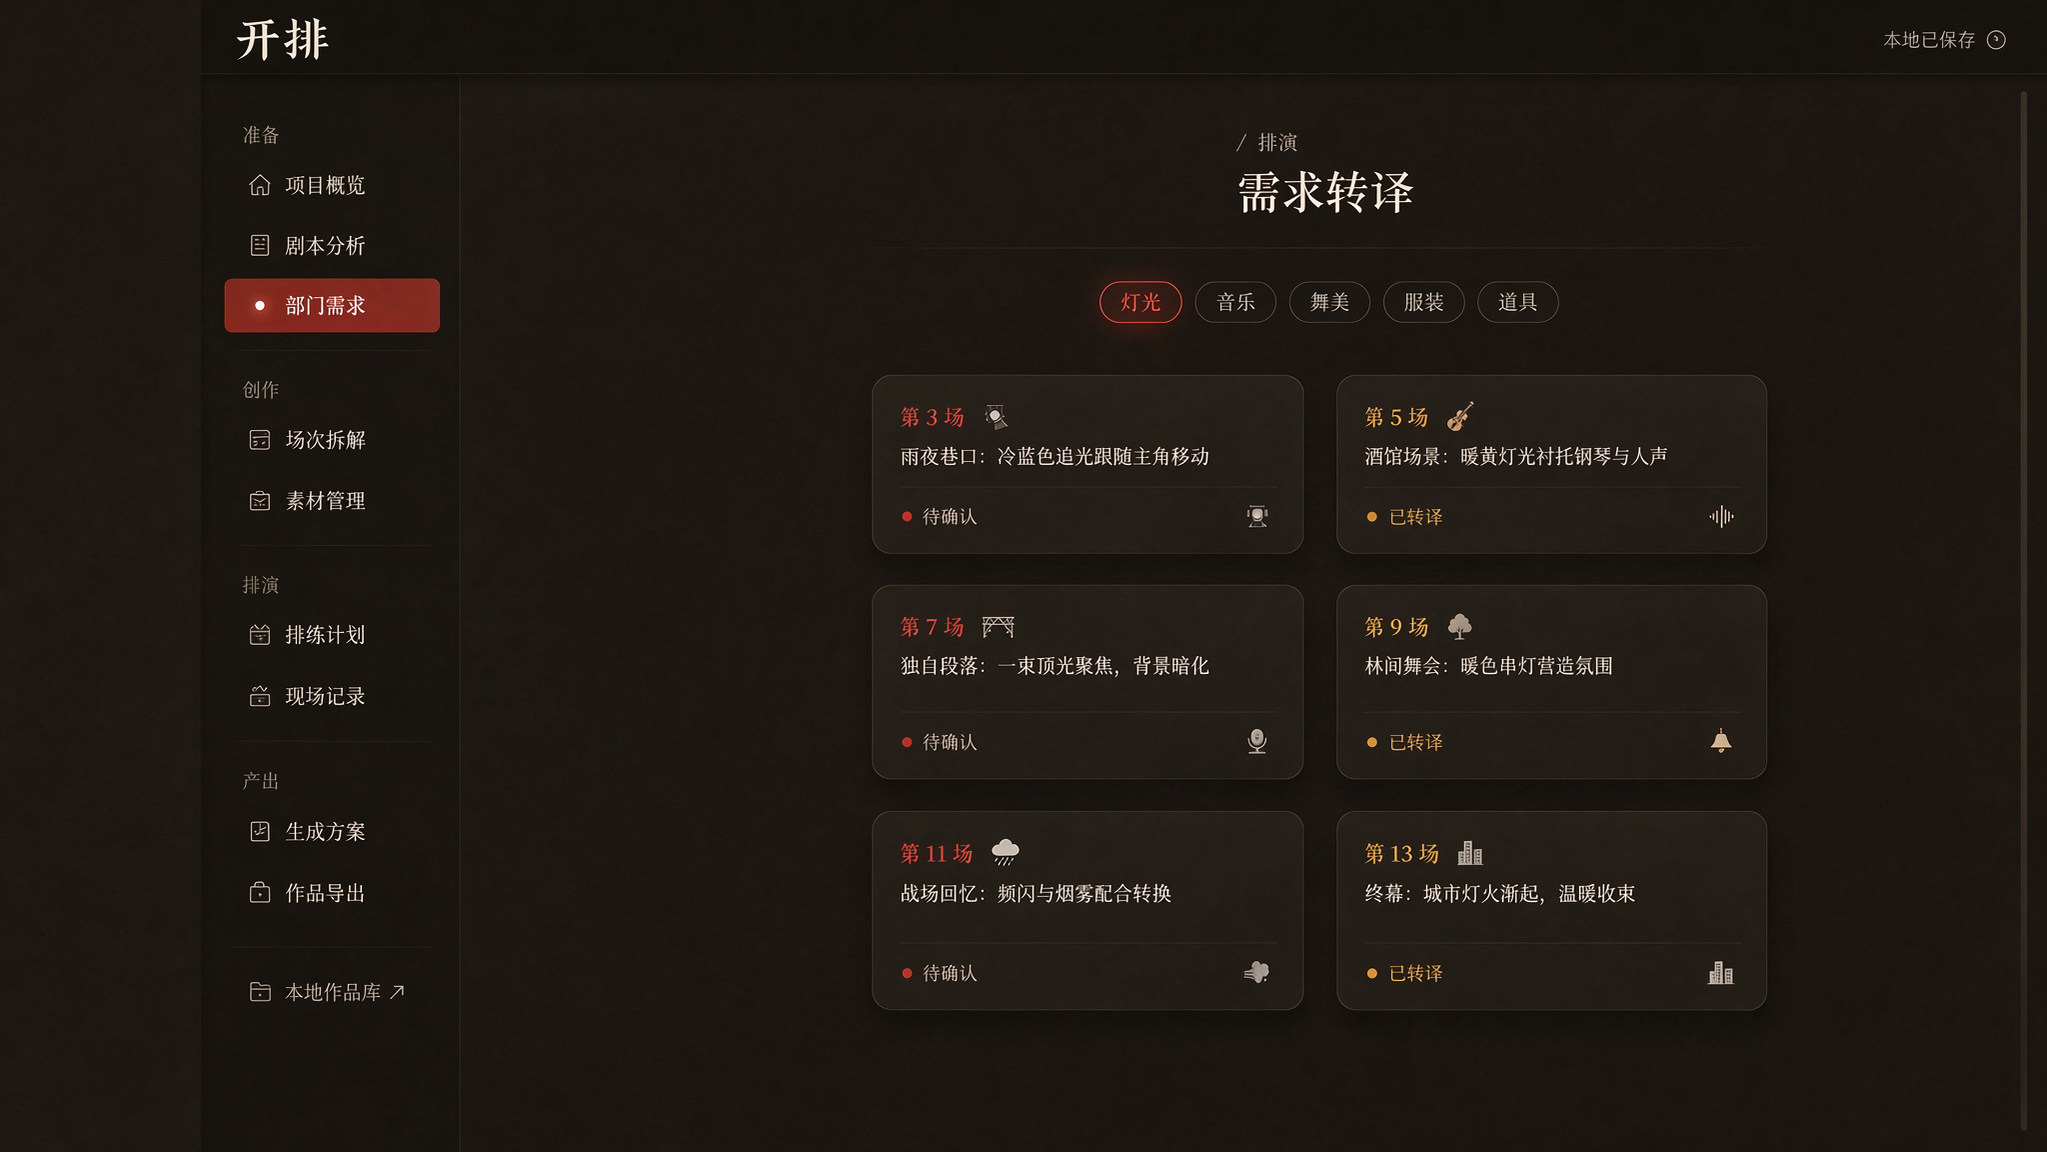 开排
本地已保存
准备
项目概览
剧本分析
部门需求
创作
场次拆解
素材管理
排演
排练计划
现场记录
产出
生成方案
作品导出
本地作品库 ↗
/ 排演
需求转译
灯光 音乐 舞美 服装 道具
第 3 场
雨夜巷口：冷蓝色追光跟随主角移动
待确认
第 5 场
酒馆场景：暖黄灯光衬托钢琴与人声
已转译
第 7 场
独自段落：一束顶光聚焦，背景暗化
待确认
第 9 场
林间舞会：暖色串灯营造氛围
已转译
第 11 场
战场回忆：频闪与烟雾配合转换
待确认
第 13 场
终幕：城市灯火渐起，温暖收束
已转译